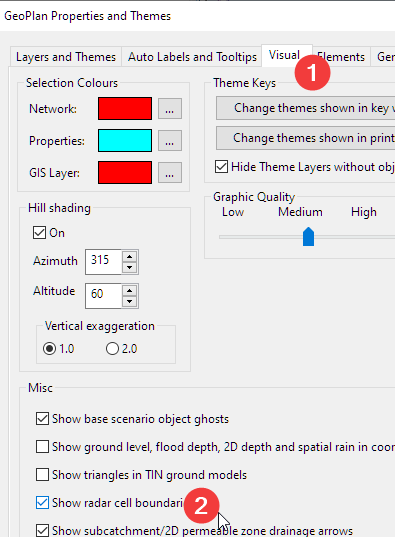 GeoPlan Properties and Themes
Layers and Themes Auto Labels and Tooltips Visual Elements
1
Selection Colours
Network: ...
Properties: ...
GIS Layer: ...
Theme Keys
Change themes shown in key
Change themes shown in print
Hide Theme Layers without
Graphic Quality
Low Medium High
Hill shading
On
Azimuth 315
Altitude 60
Vertical exaggeration
1.0 2.0
Misc
Show base scenario object ghosts
Show ground level, flood depth, 2D depth and spatial rain in
Show triangles in TIN ground models
Show radar cell
2
Show subcatchment/2D permeable zone drainage arrows